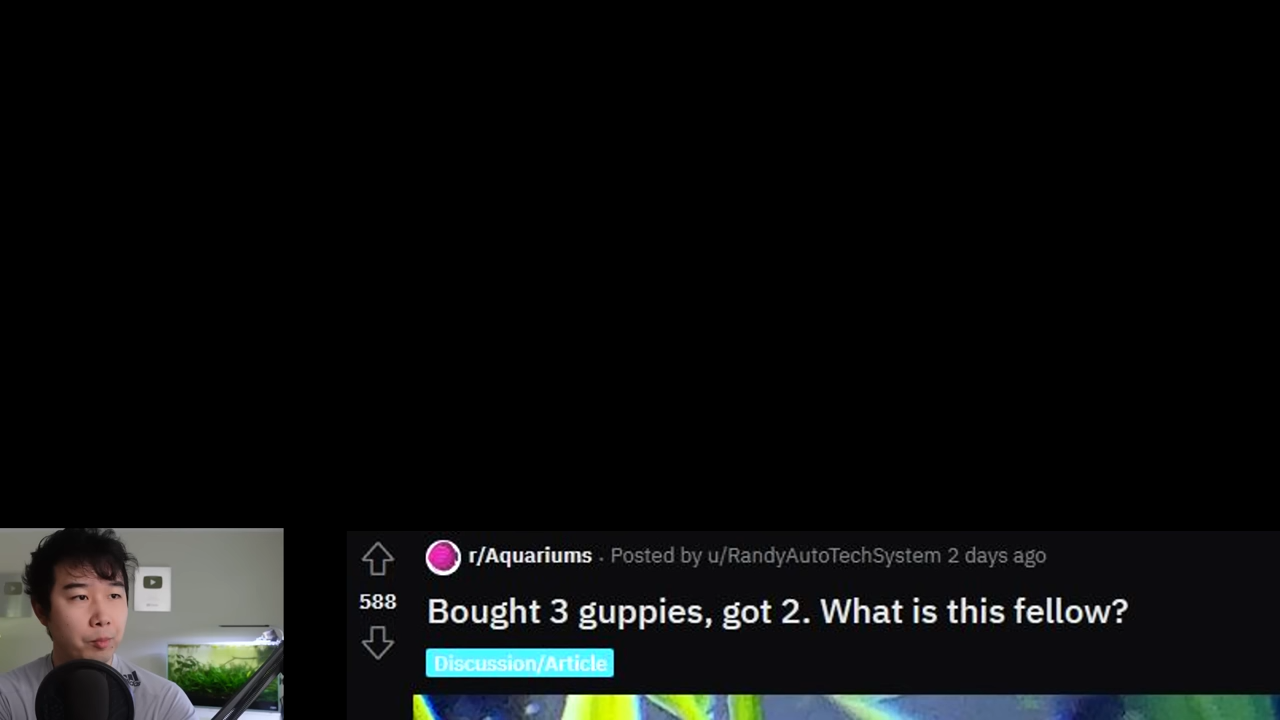 r/Aquariums · Posted by u/RandyAutoTechSystem 2 days ago
588
Bought 3 guppies, got 2. What is this fellow?
Discussion/Article